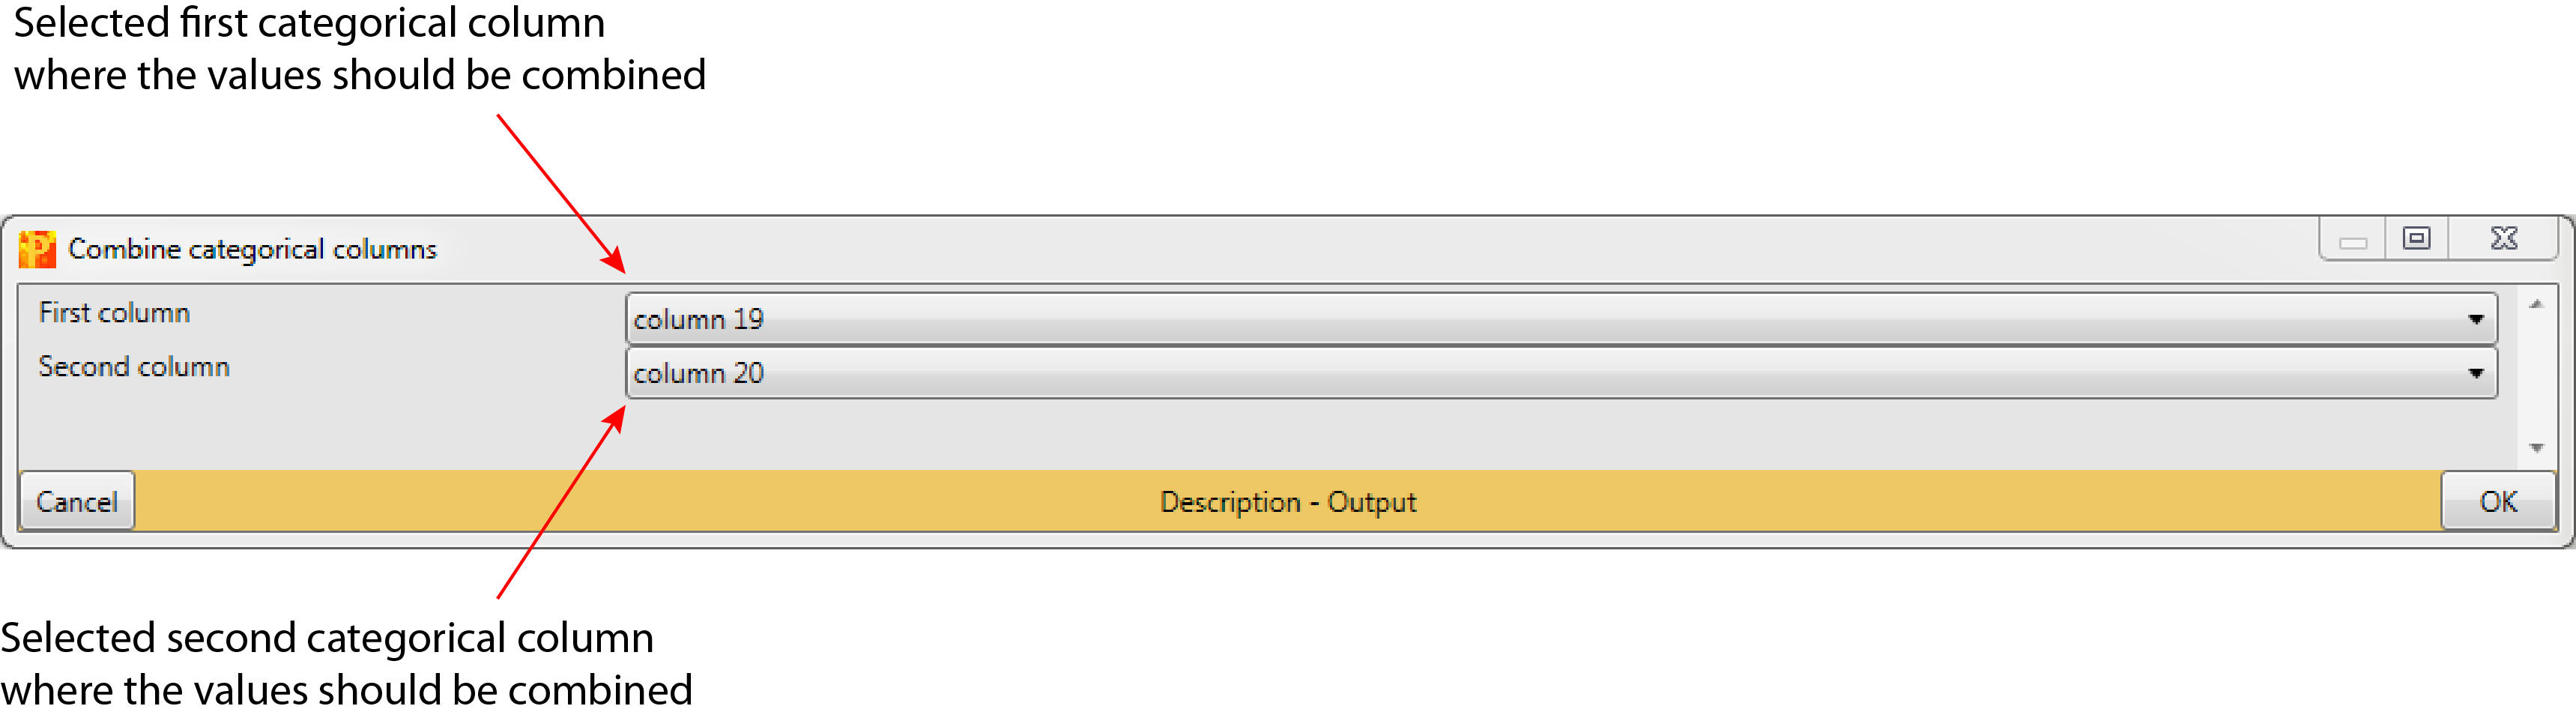 Selected first categorical column
where the values should be combined
Combine categorical columns
First column
column 19
Second column
column 20
Cancel
Description - Output
OK
Selected second categorical column
where the values should be combined